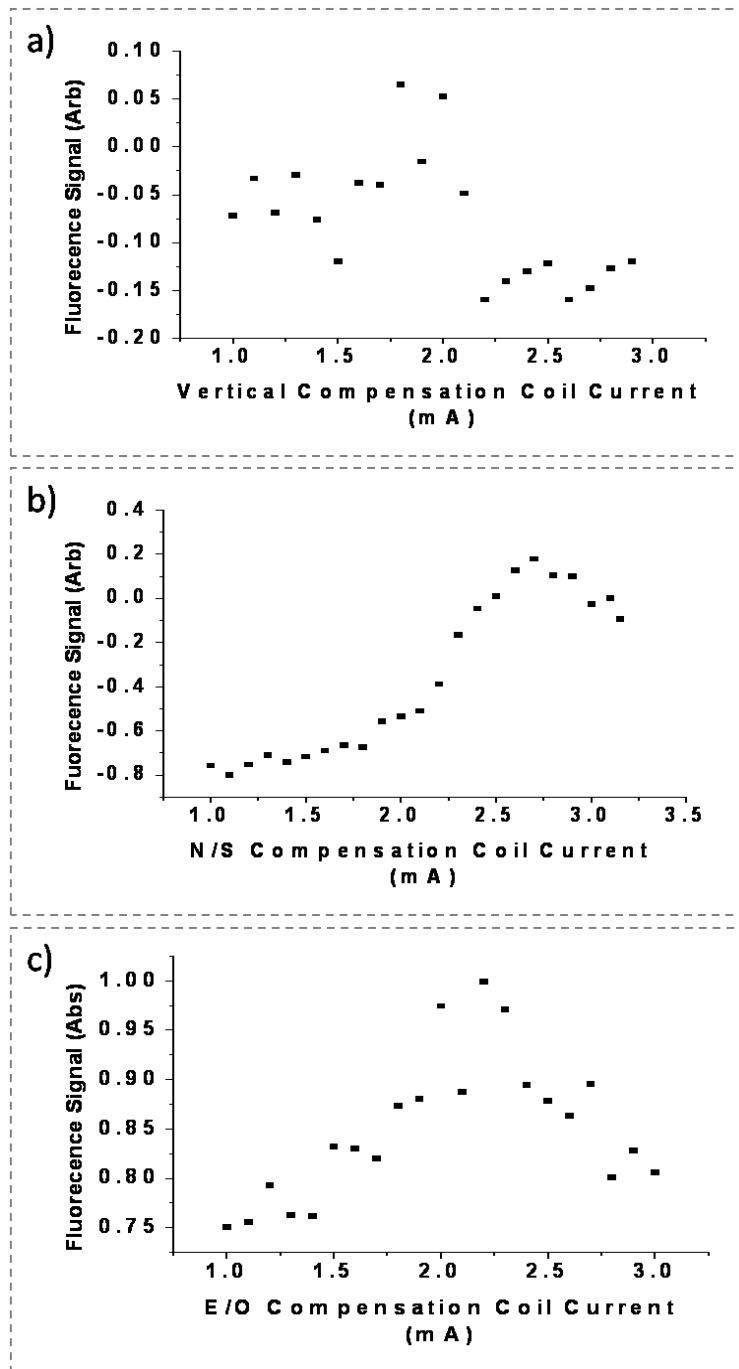 a)
Fluorecence Signal (Arb)
0.10
0.05
0.00
-0.05
-0.10
-0.15
-0.20
1.0 1.5 2.0 2.5 3.0
Vertical Compensation Coil Current
(mA)
b)
Fuorecence Signal (Arb)
0.4
0.2
0.0
-0.2
-0.4
-0.6
-0.8
1.0 1.5 2.0 2.5 3.0 3.5
N/S Compensation Coil Current
(mA)
c)
Fluorescence Signal (Abs)
1.00
0.95
0.90
0.85
0.80
0.75
1.0 1.5 2.0 2.5 3.0
E/O Compensation Coil Current
(mA)